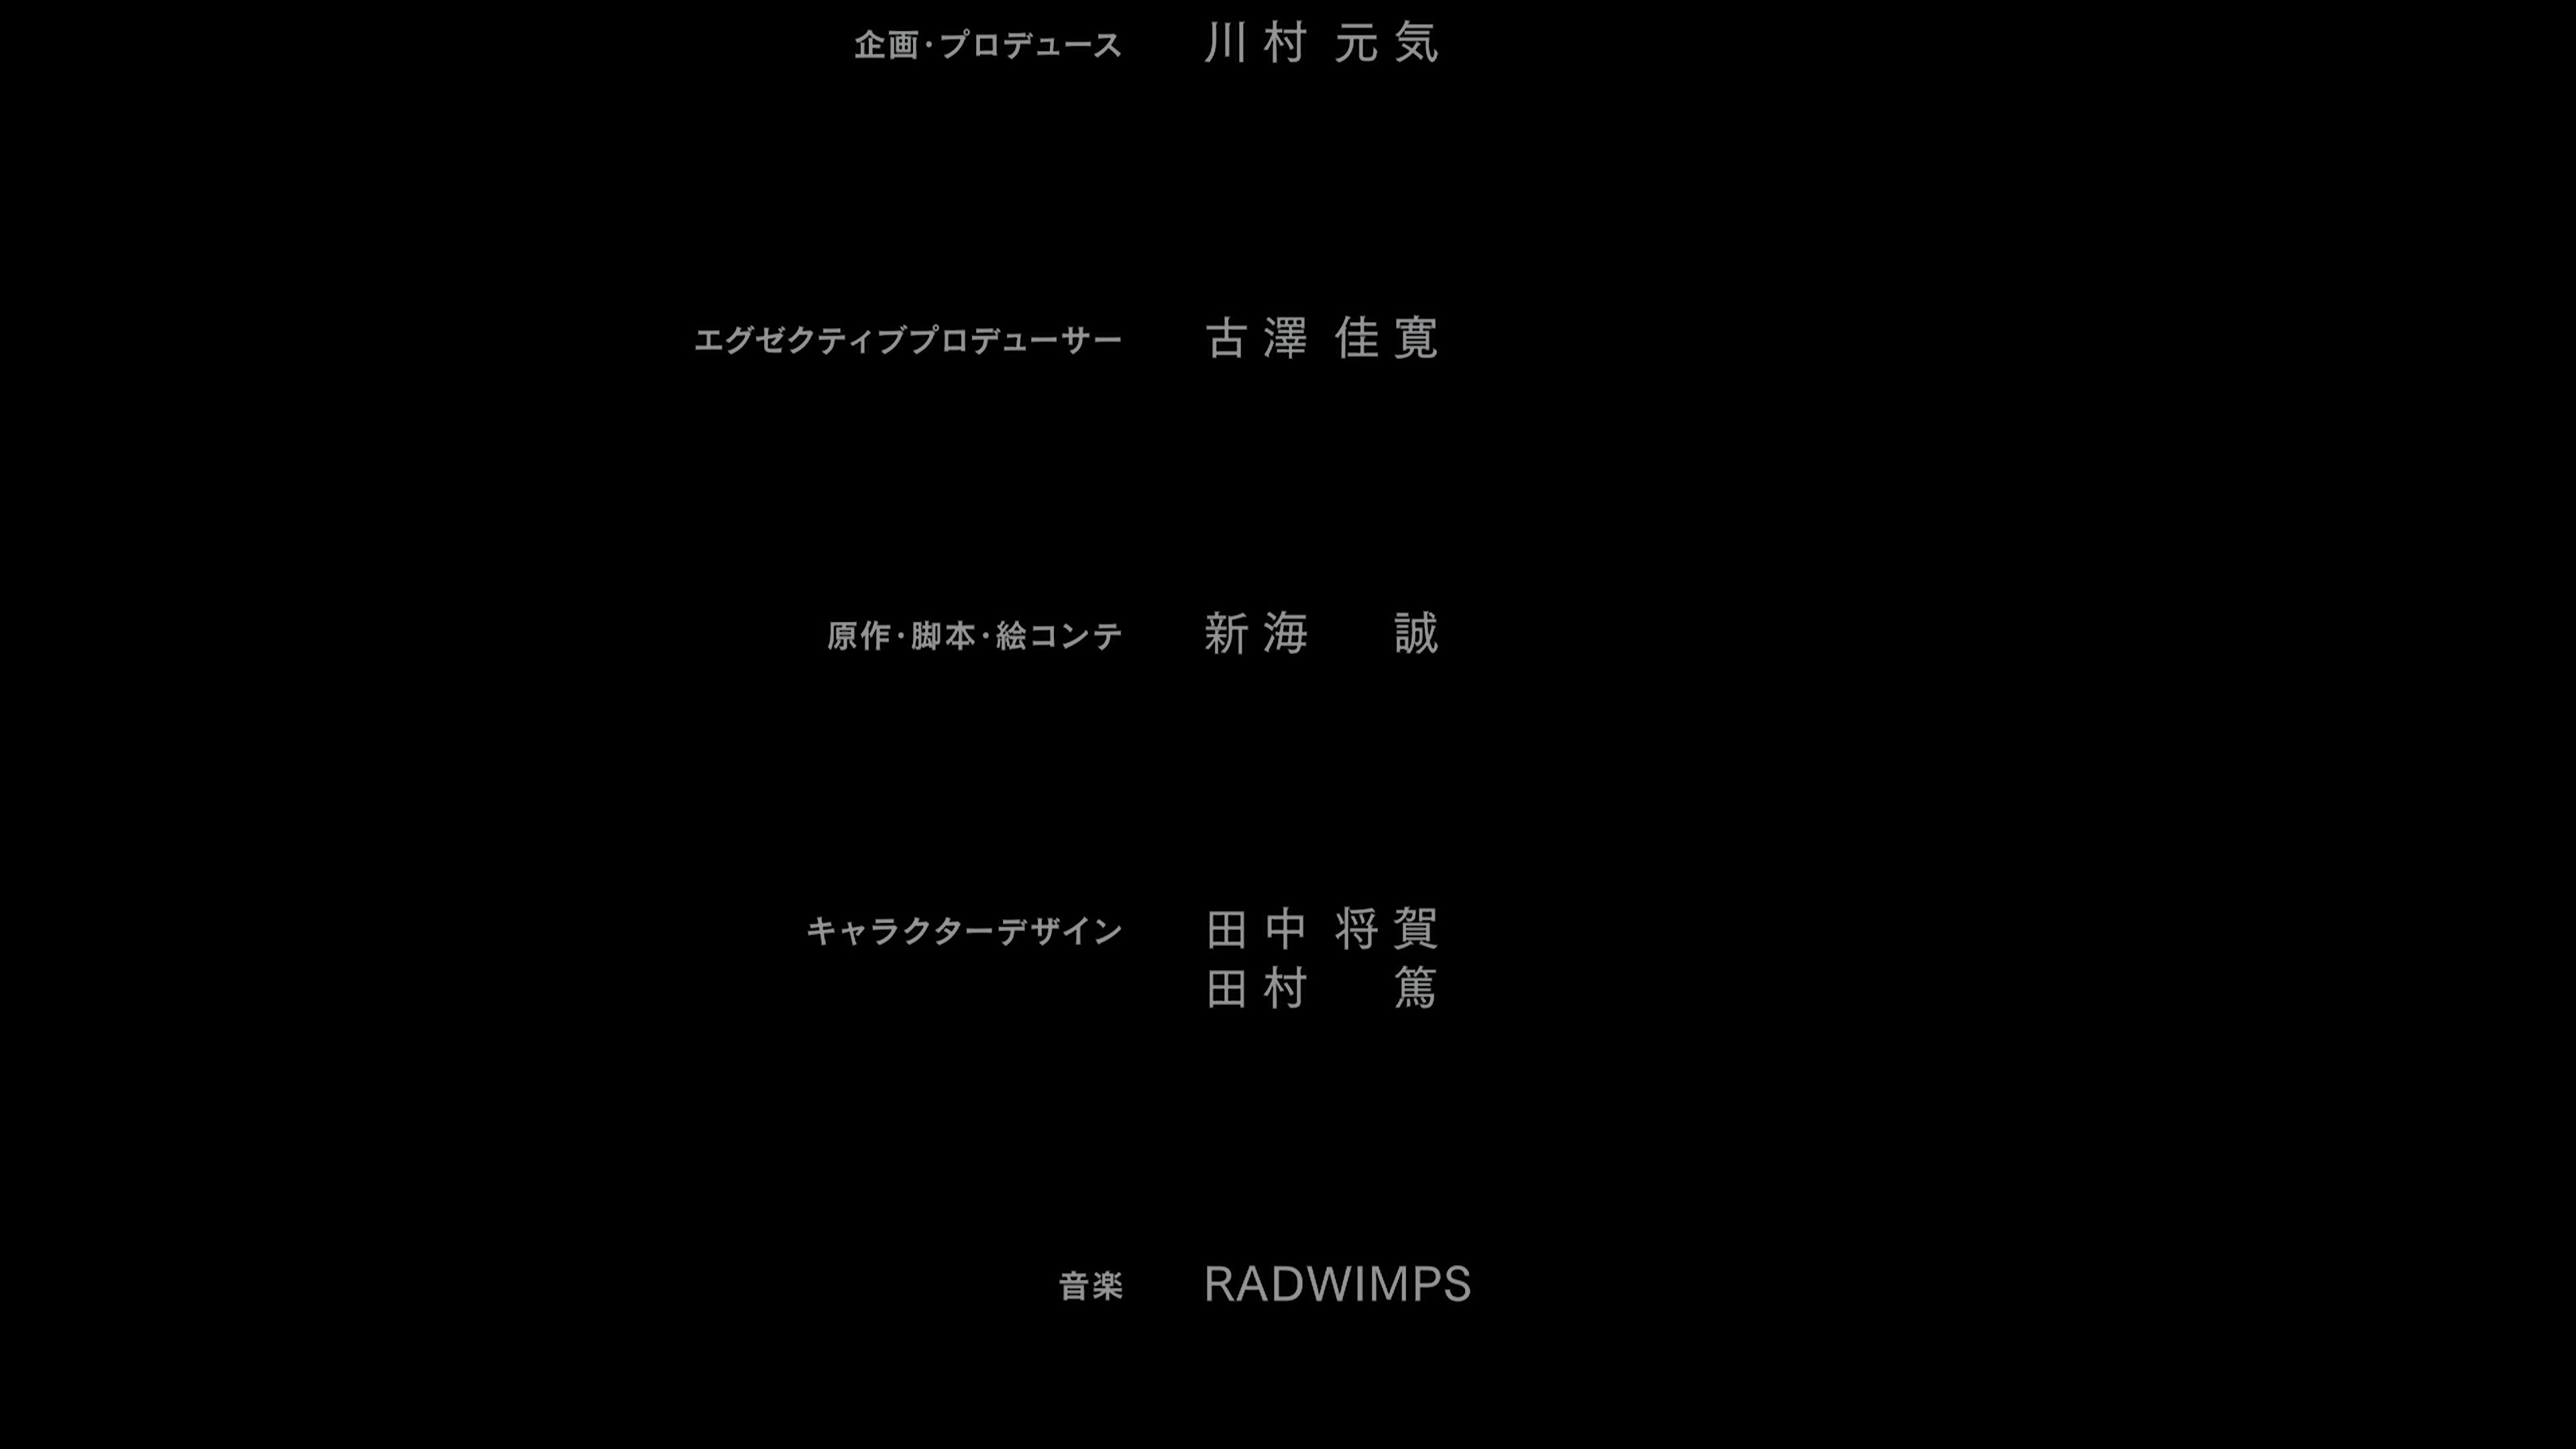 企画・プロデュース 川村 元気
エグゼクティブプロデューサー 古澤 佳寛
原作・脚本・絵コンテ 新海 誠
キャラクターデザイン 田中 将賀
田村 篤
音楽 RADWIMPS